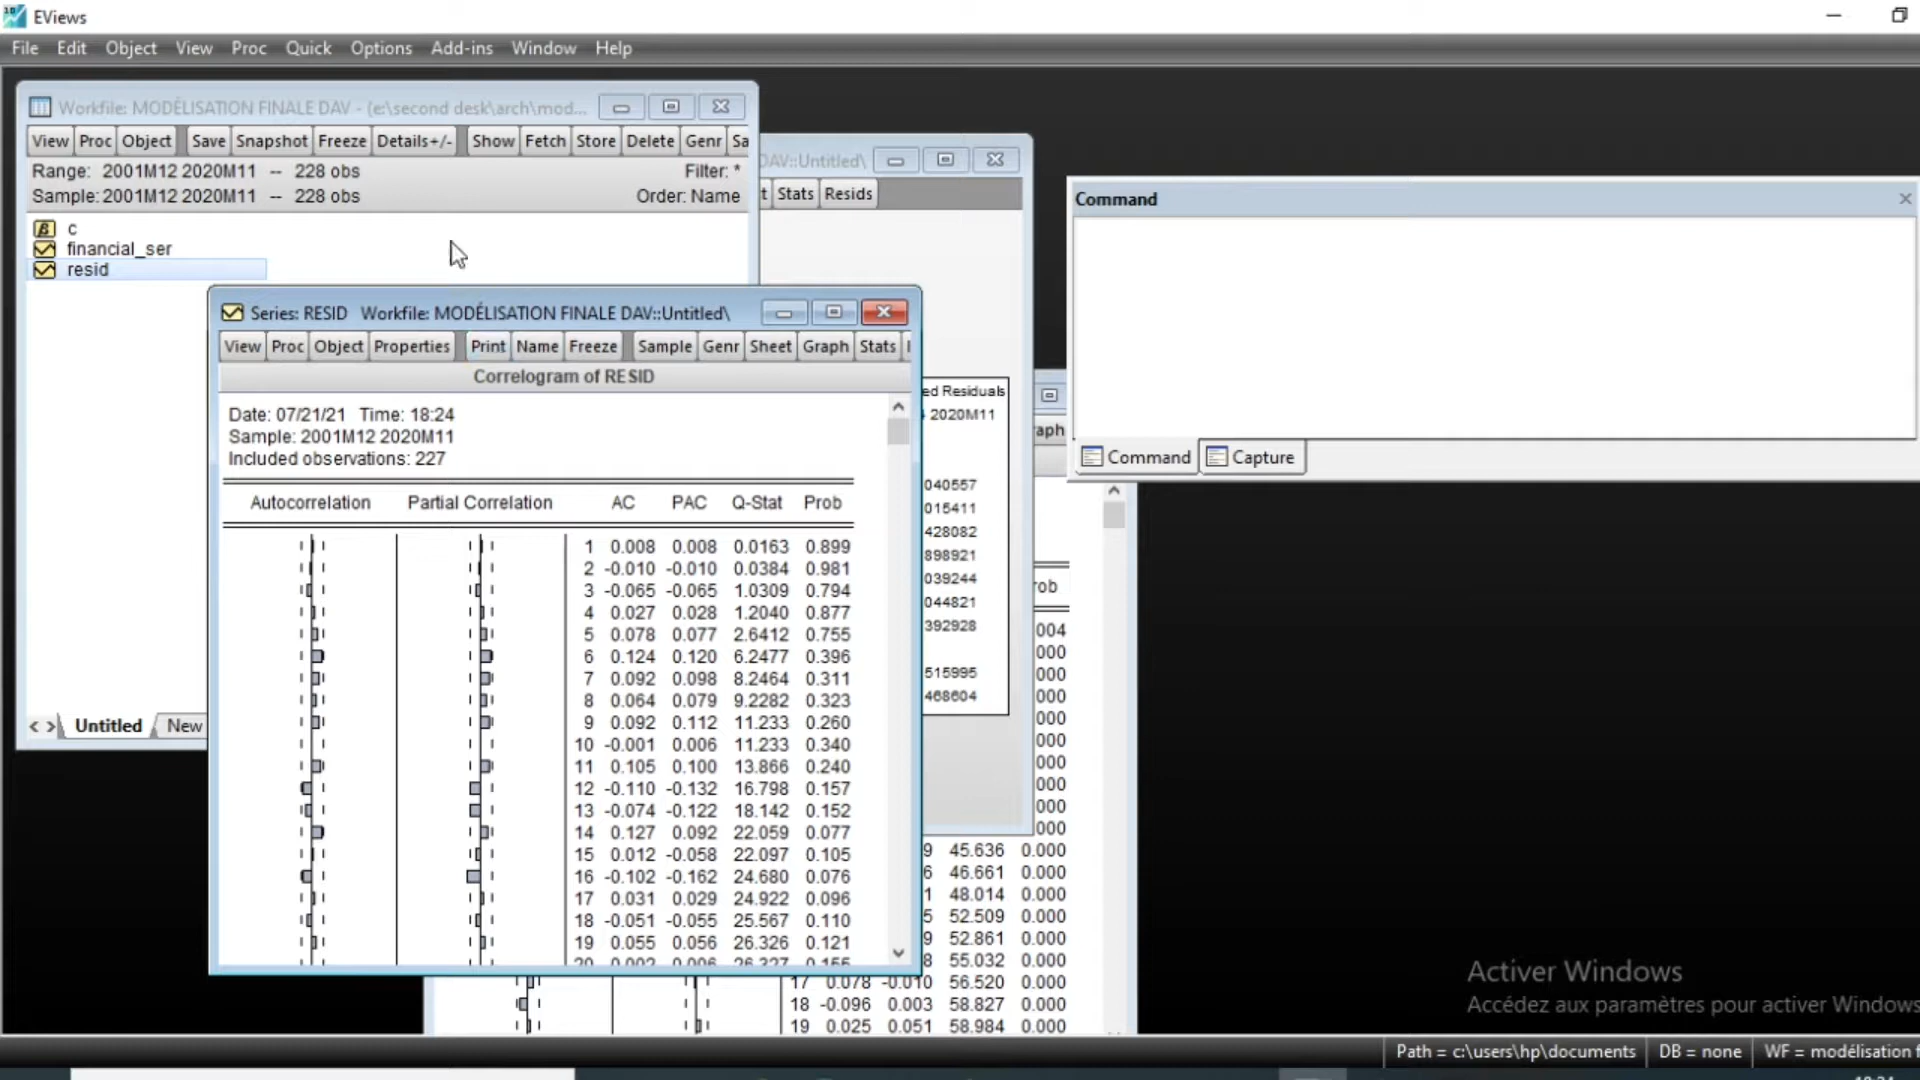 EViews
File Edit Object View Proc Quick Options Add-ins Window Help
Workfile: MODÉLISATION FINALE DAV - (e:\second desk\arch\mod...
View Proc Object Save Snapshot Freeze Details+/- Show Fetch Store Delete Genr Sa
Range: 2001M12 2020M11 -- 228 obs Filter: *
Sample: 2001M12 2020M11 -- 228 obs Order: Name
c
financial_ser
resid
Untitled New
DAV::Untitled\
t Stats Resids
ed Residuals
2020M11
040557
015411
428082
898921
039244
044821
392928
515995
468604
Series: RESID Workfile: MODÉLISATION FINALE DAV::Untitled\
View Proc Object Properties Print Name Freeze Sample Genr Sheet Graph Stats
Correlogram of RESID
Date: 07/21/21 Time: 18:24
Sample: 2001M12 2020M11
Included observations: 227
Autocorrelation Partial Correlation AC PAC Q-Stat Prob
1 0.008 0.008 0.0163 0.899
2 -0.010 -0.010 0.0384 0.981
3 -0.065 -0.065 1.0309 0.794
4 0.027 0.028 1.2040 0.877
5 0.078 0.077 2.6412 0.755
6 0.124 0.120 6.2477 0.396
7 0.092 0.098 8.2464 0.311
8 0.064 0.079 9.2282 0.323
9 0.092 0.112 11.233 0.260
10 -0.001 0.006 11.233 0.340
11 0.105 0.100 13.866 0.240
12 -0.110 -0.132 16.798 0.157
13 -0.074 -0.122 18.142 0.152
14 0.127 0.092 22.059 0.077
15 0.012 -0.058 22.097 0.105
16 -0.102 -0.162 24.680 0.076
17 0.031 0.029 24.922 0.096
18 -0.051 -0.055 25.567 0.110
19 0.055 0.056 26.326 0.121
raph
rob
004
000
000
000
000
000
000
000
000
000
9 45.636 0.000
6 46.661 0.000
1 48.014 0.000
5 52.509 0.000
9 52.861 0.000
8 55.032 0.000
17 0.078 -0.010 56.520 0.000
18 -0.096 0.003 58.827 0.000
19 0.025 0.051 58.984 0.000
Command
Command Capture
Activer Windows
Accédez aux paramètres pour activer Windows
Path = c:\users\hp\documents DB = none WF = modélisation f